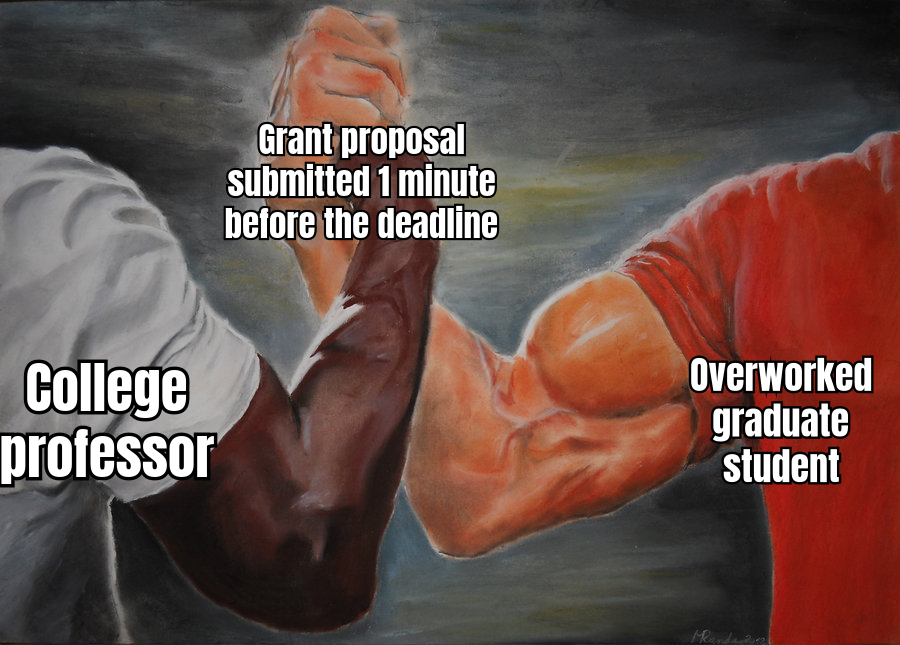 Grant proposal
submitted 1 minute
before the deadline
College
professor
Overworked
graduate
student